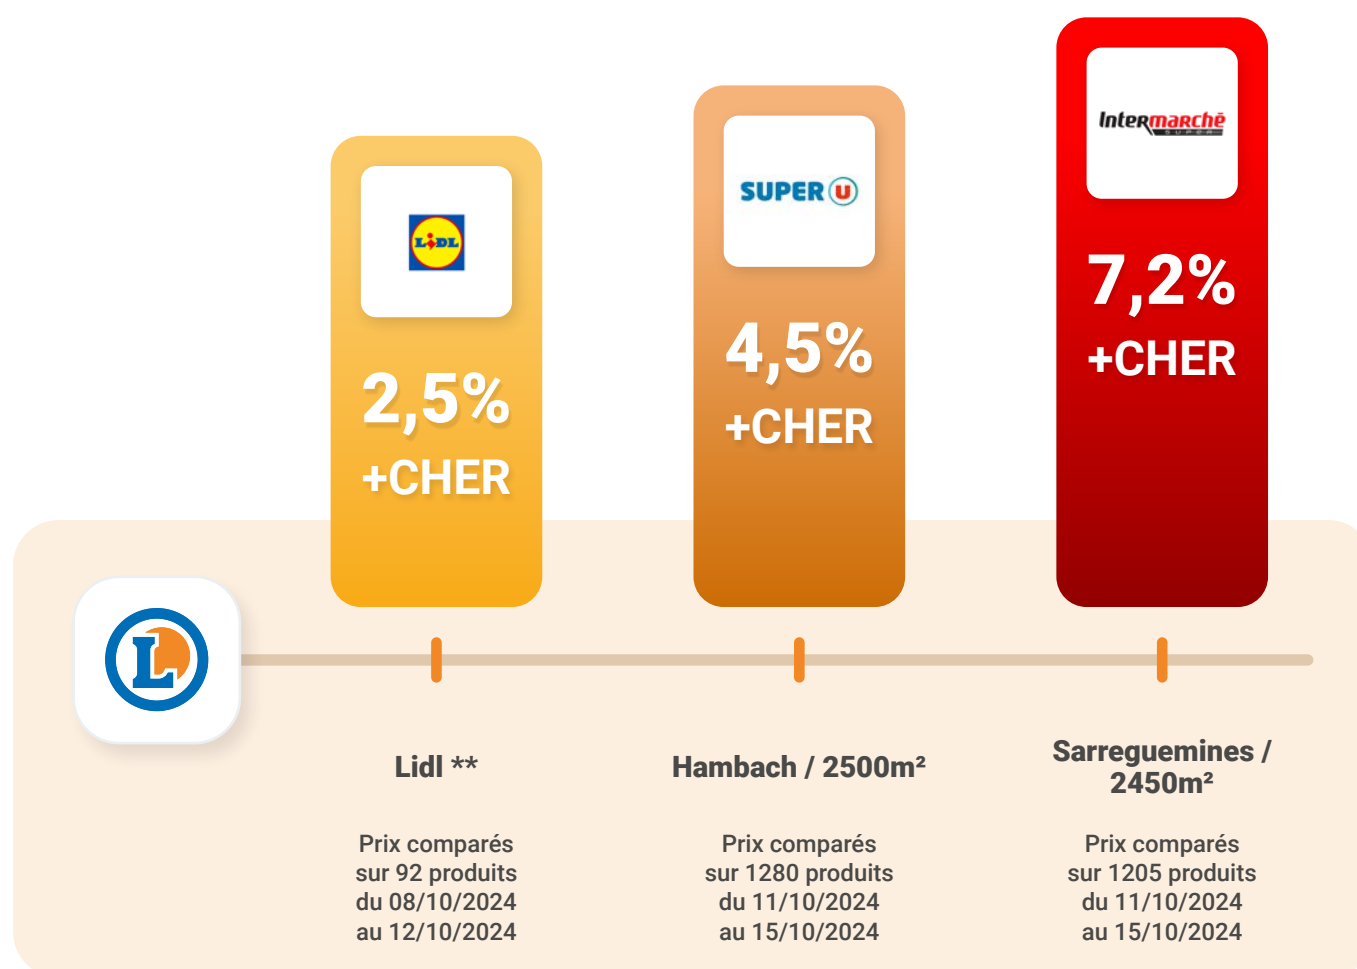 LIDL
2,5%
+CHER
SUPER U
4,5%
+CHER
Intermarchē
SUPER
7,2%
+CHER
L
Lidl **
Prix comparés
sur 92 produits
du 08/10/2024
au 12/10/2024
Hambach / 2500m²
Prix comparés
sur 1280 produits
du 11/10/2024
au 15/10/2024
Sarreguemines /
2450m²
Prix comparés
sur 1205 produits
du 11/10/2024
au 15/10/2024